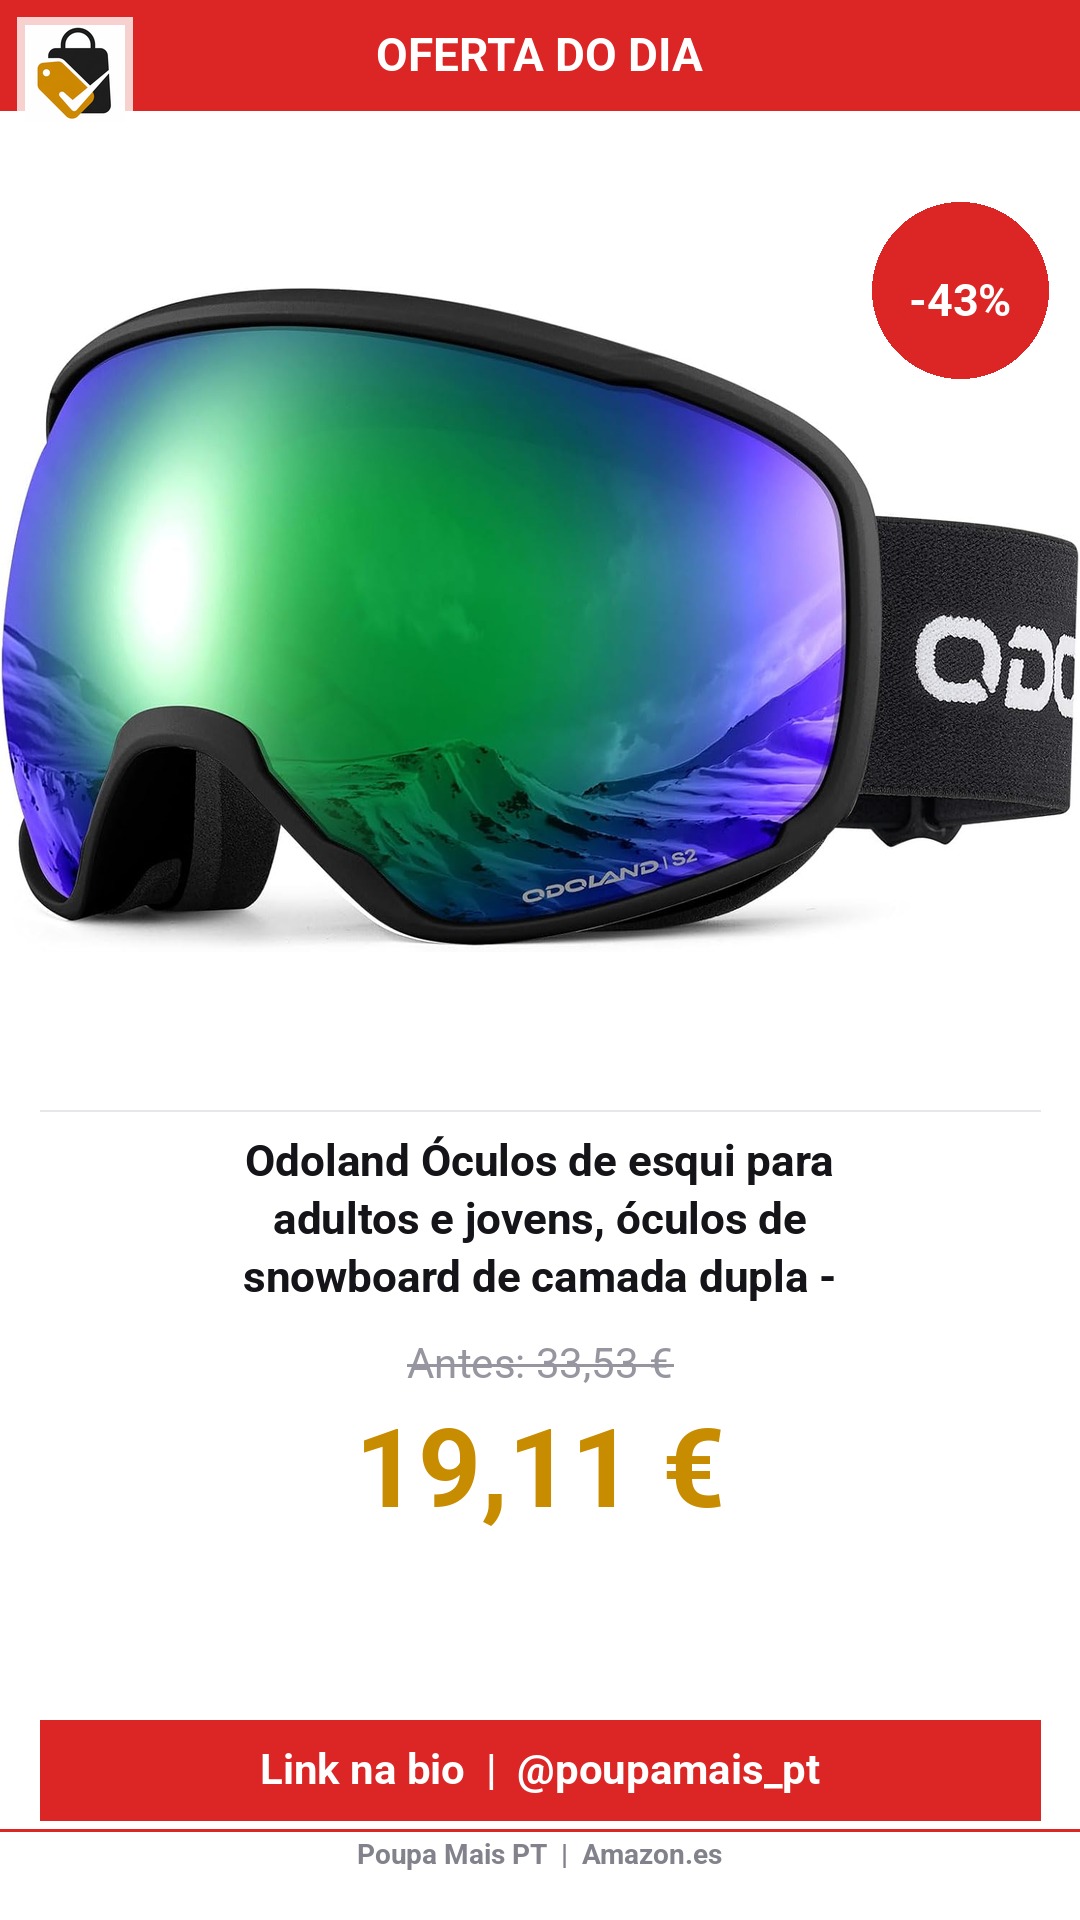 OFERTA DO DIA
-43%
ODO
ODOLAND | S2
Odoland Óculos de esqui para
adultos e jovens, óculos de
snowboard de camada dupla -
Antes: 33,53 €
19,11 €
Link na bio | @poupamais_pt
Poupa Mais PT | Amazon.es